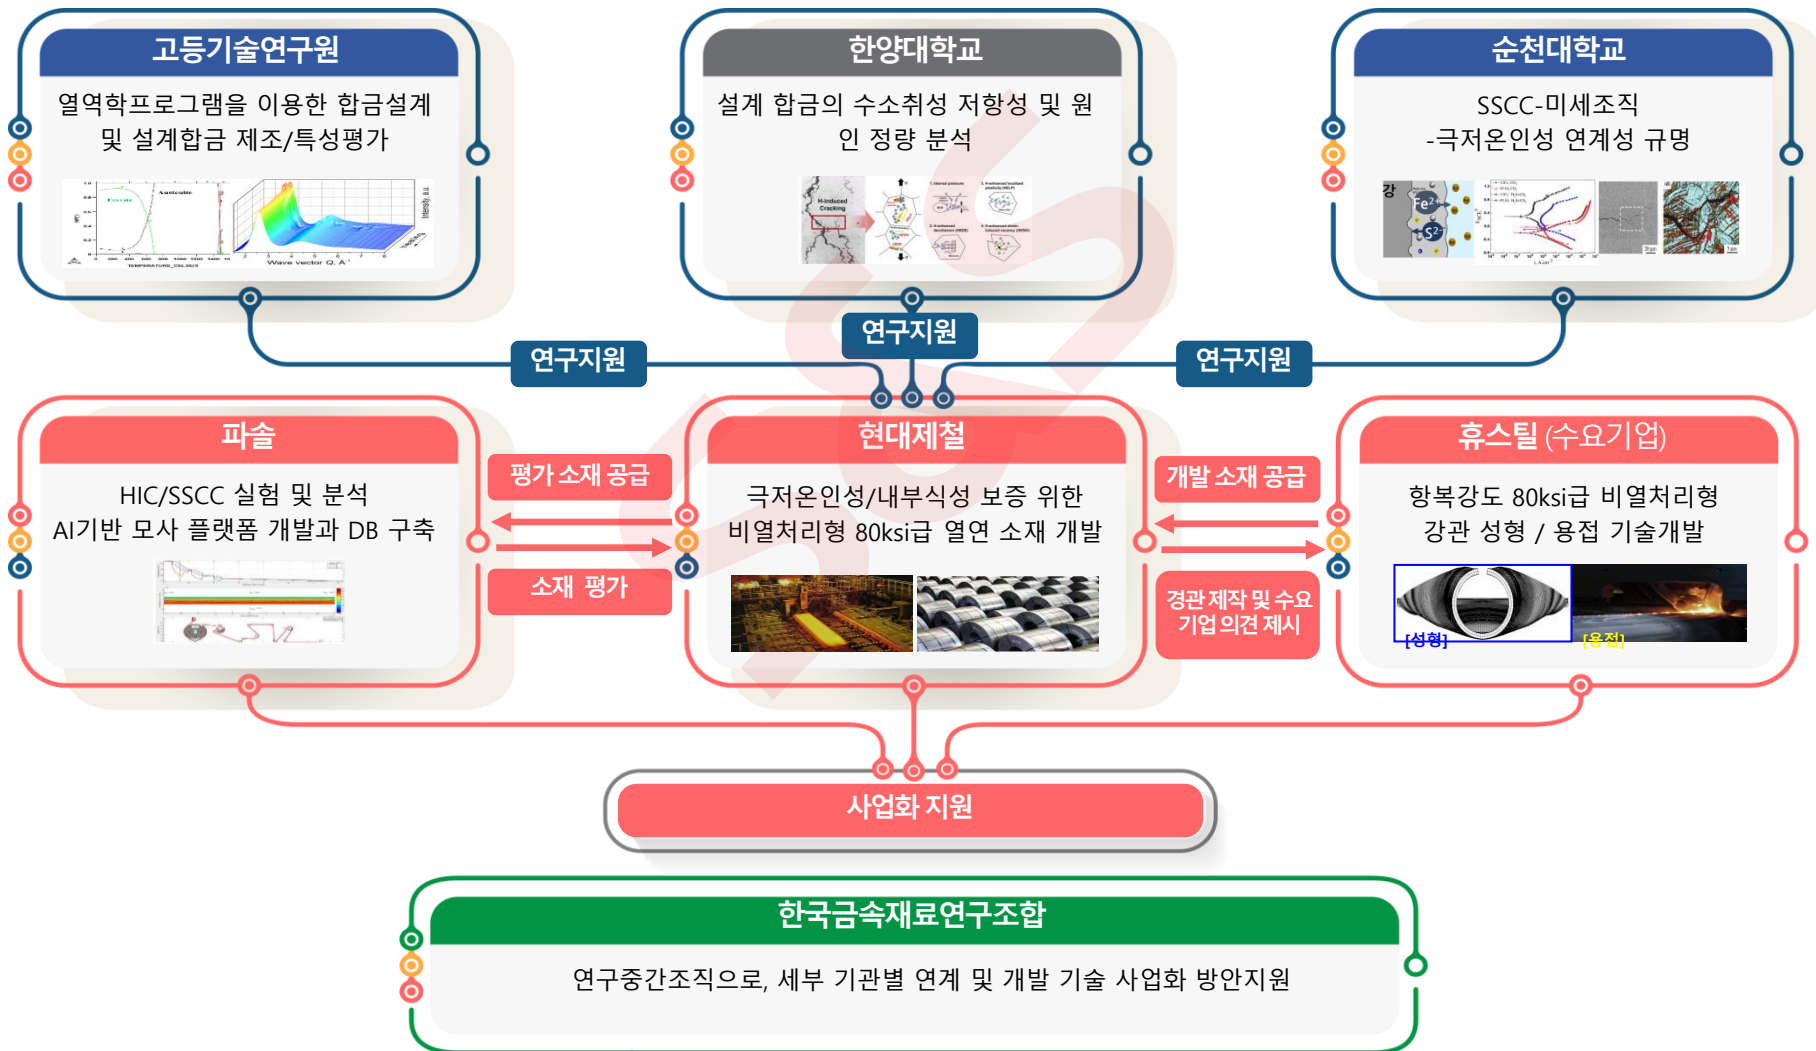 고등기술연구원
열역학프로그램을 이용한 합금설계
및 설계합금 제조/특성평가
Austenite
Intensity, a.u.
TEMPERATURE_CELSIUS
Wave vector Q, Å⁻¹
한양대학교
설계 합금의 수소취성 저항성 및 원
인 정량 분석
H-induced
Cracking
순천대학교
SSCC-미세조직
-극저온인성 연계성 규명
강
Fe²⁺
S²⁻
연구지원
연구지원
연구지원
파솔
HIC/SSCC 실험 및 분석
AI기반 모사 플랫폼 개발과 DB 구축
평가 소재 공급
소재 평가
현대제철
극저온인성/내부식성 보증 위한
비열처리형 80ksi급 열연 소재 개발
개발 소재 공급
경관 제작 및 수요
기업 의견 제시
휴스틸 (수요기업)
항복강도 80ksi급 비열처리형
강관 성형 / 용접 기술개발
[성형]
[용접]
사업화 지원
한국금속재료연구조합
연구중간조직으로, 세부 기관별 연계 및 개발 기술 사업화 방안지원